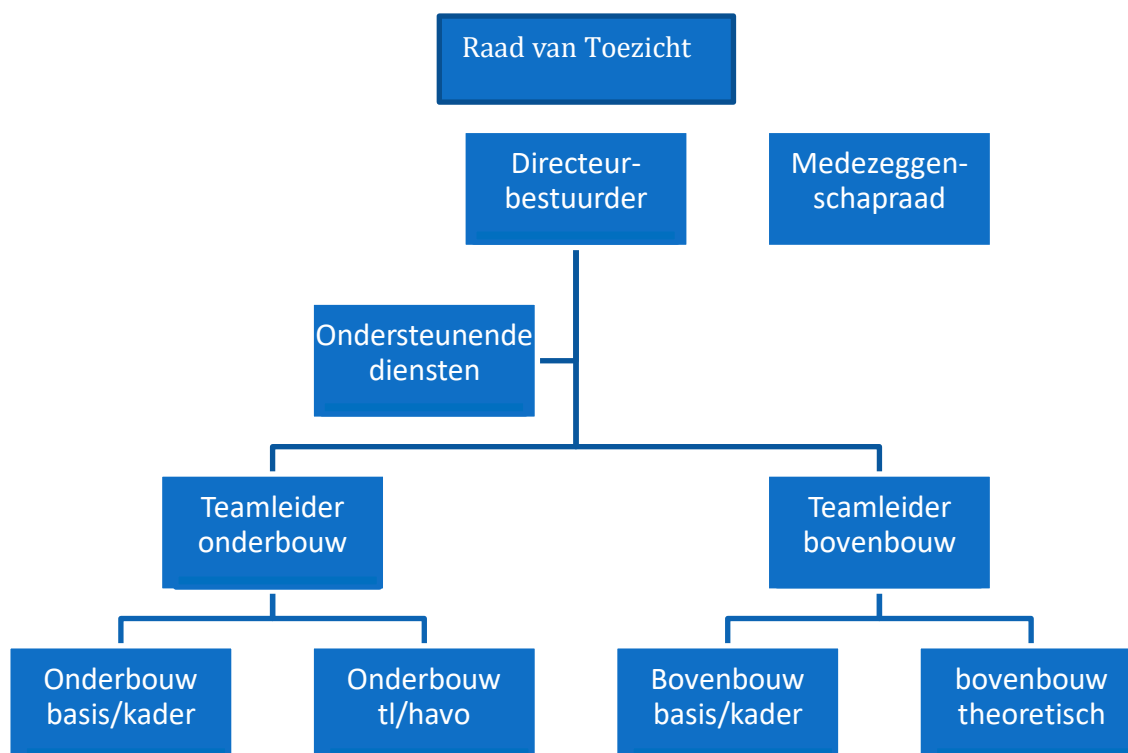 Raad van Toezicht
Directeur-
bestuurder
Medezeggen-
schapraad
Ondersteunende
diensten
Teamleider
onderbouw
Teamleider
bovenbouw
Onderbouw
basis/kader
Onderbouw
tl/havo
Bovenbouw
basis/kader
bovenbouw
theoretisch